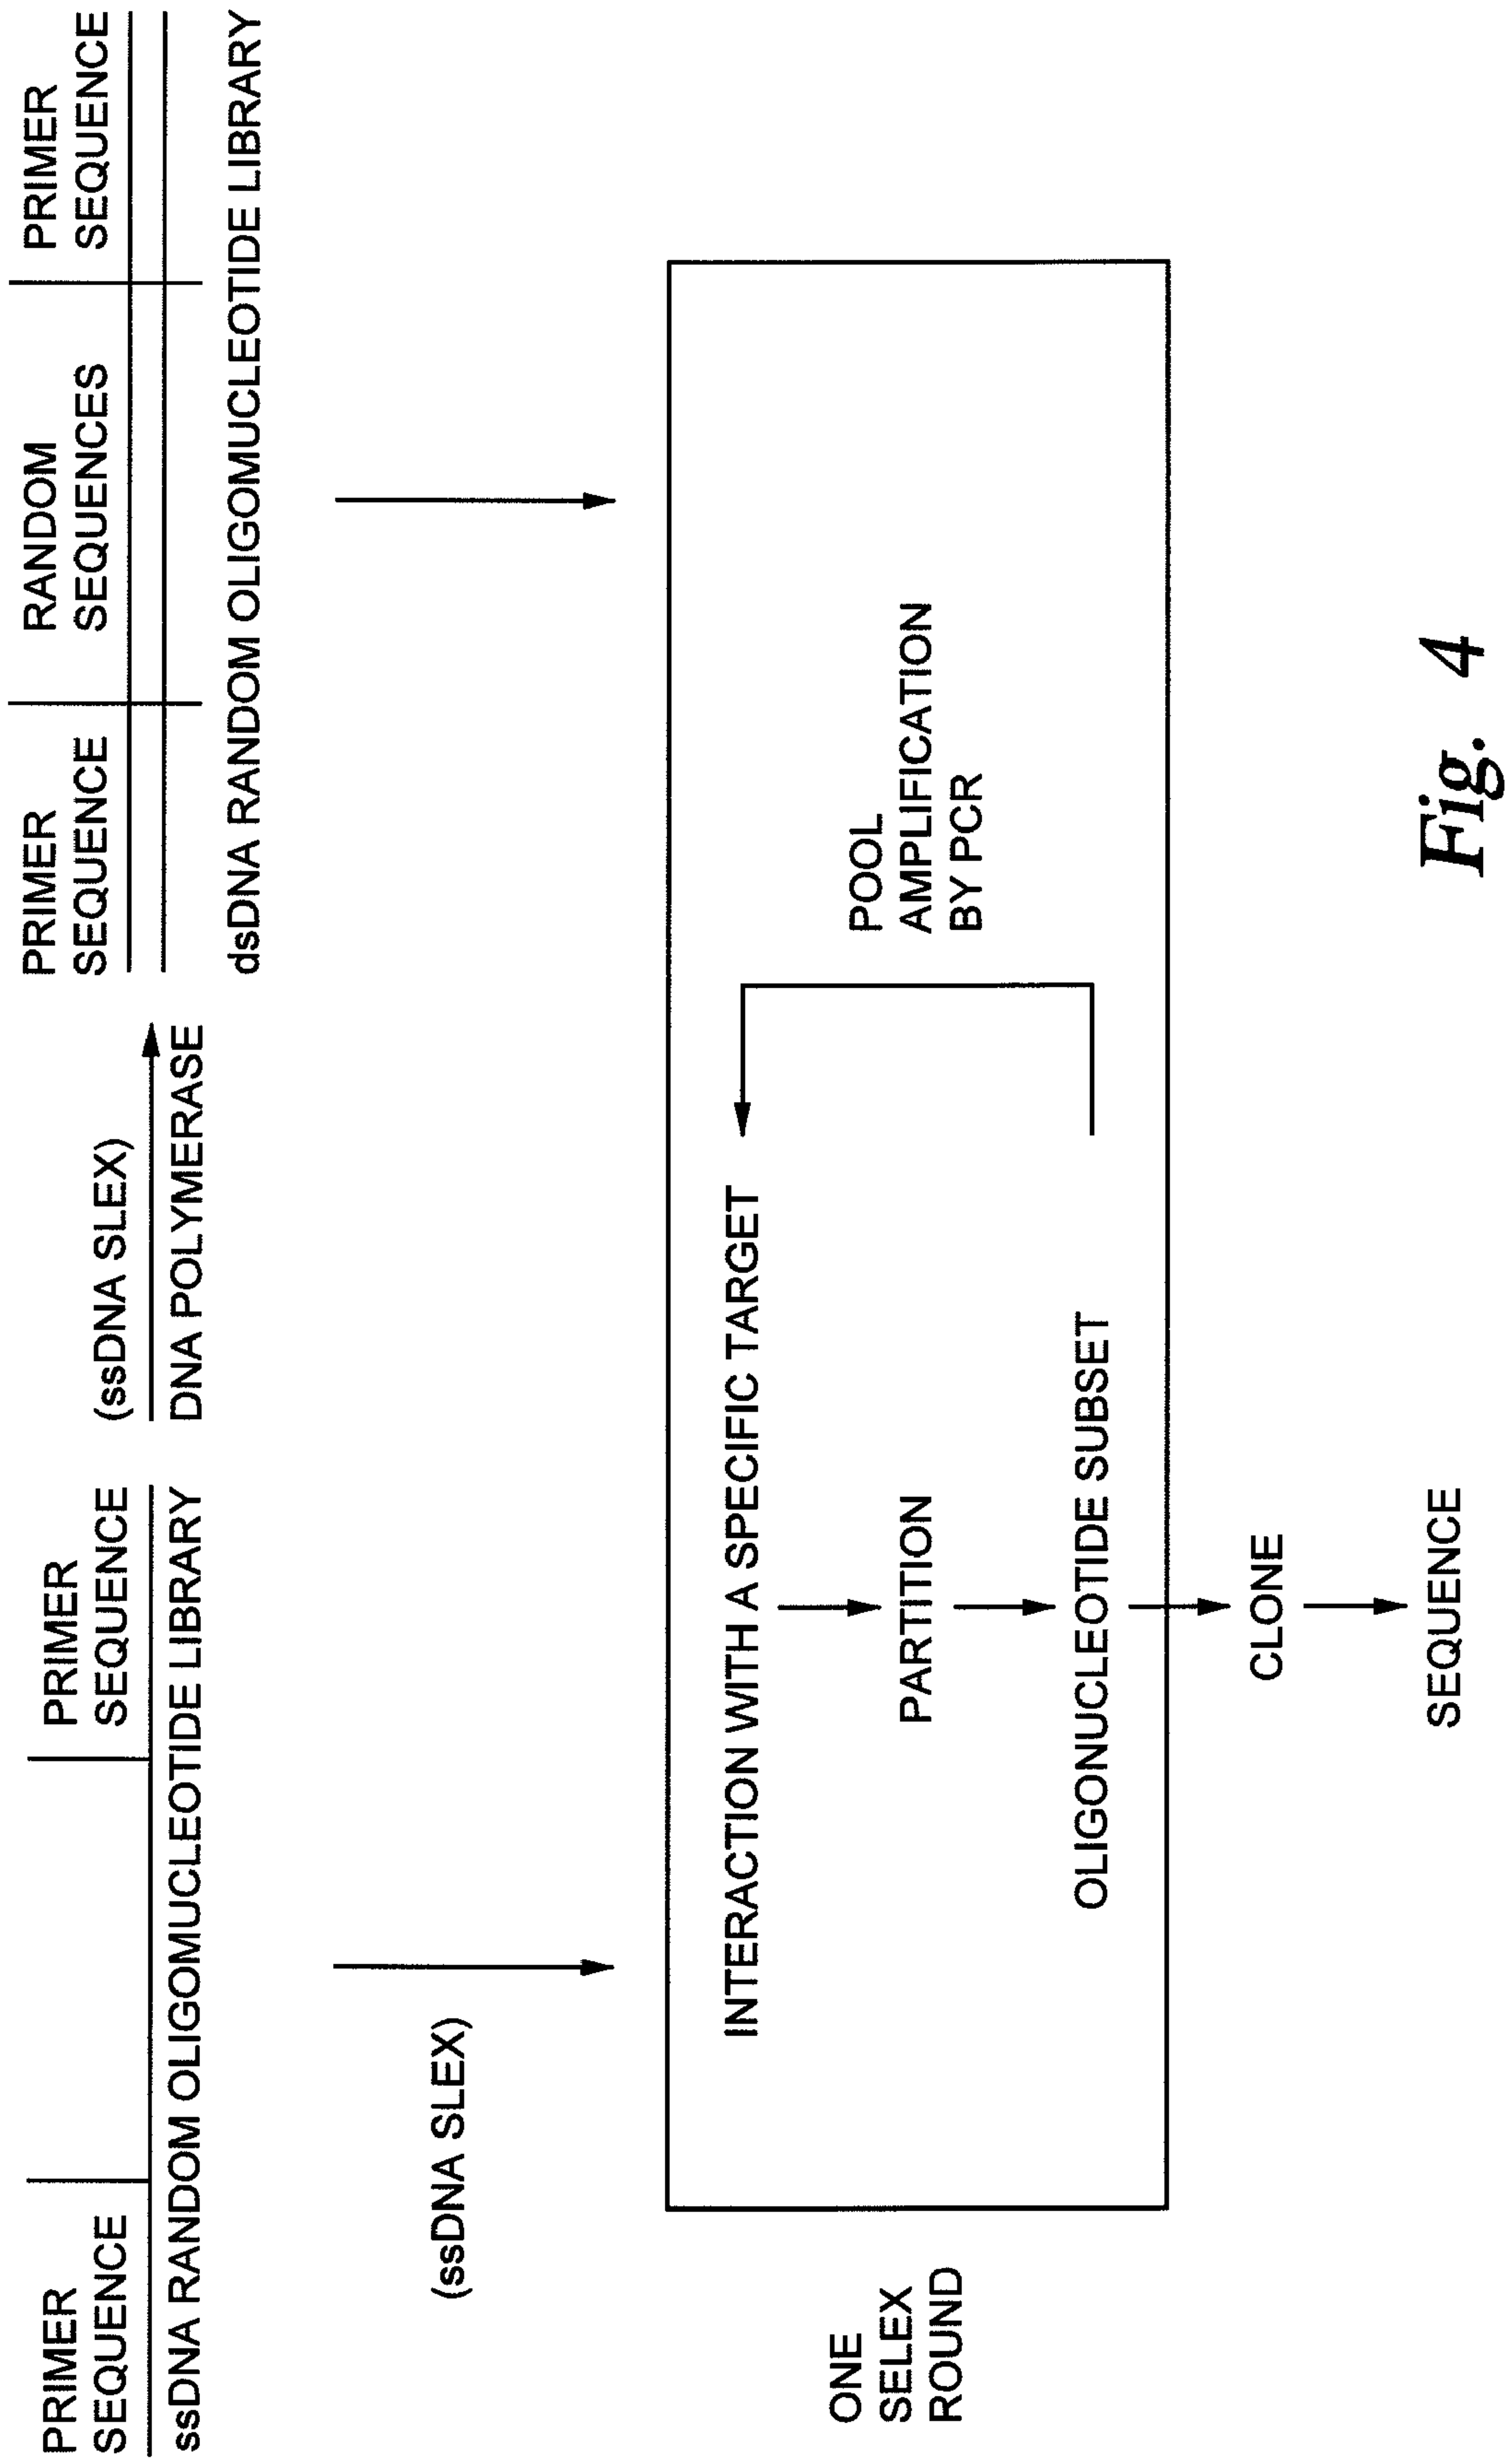 PRIMER
SEQUENCE
PRIMER
SEQUENCE
ssDNA RANDOM OLIGOMUCLEOTIDE LIBRARY
(ssDNA SLEX)
DNA POLYMERASE
PRIMER
SEQUENCE
RANDOM
SEQUENCES
PRIMER
SEQUENCE
dsDNA RANDOM OLIGOMUCLEOTIDE LIBRARY
(ssDNA SLEX)
ONE
SELEX
ROUND
INTERACTION WITH A SPECIFIC TARGET
PARTITION
OLIGONUCLEOTIDE SUBSET
POOL
AMPLIFICATION
BY PCR
CLONE
SEQUENCE
Fig. 4